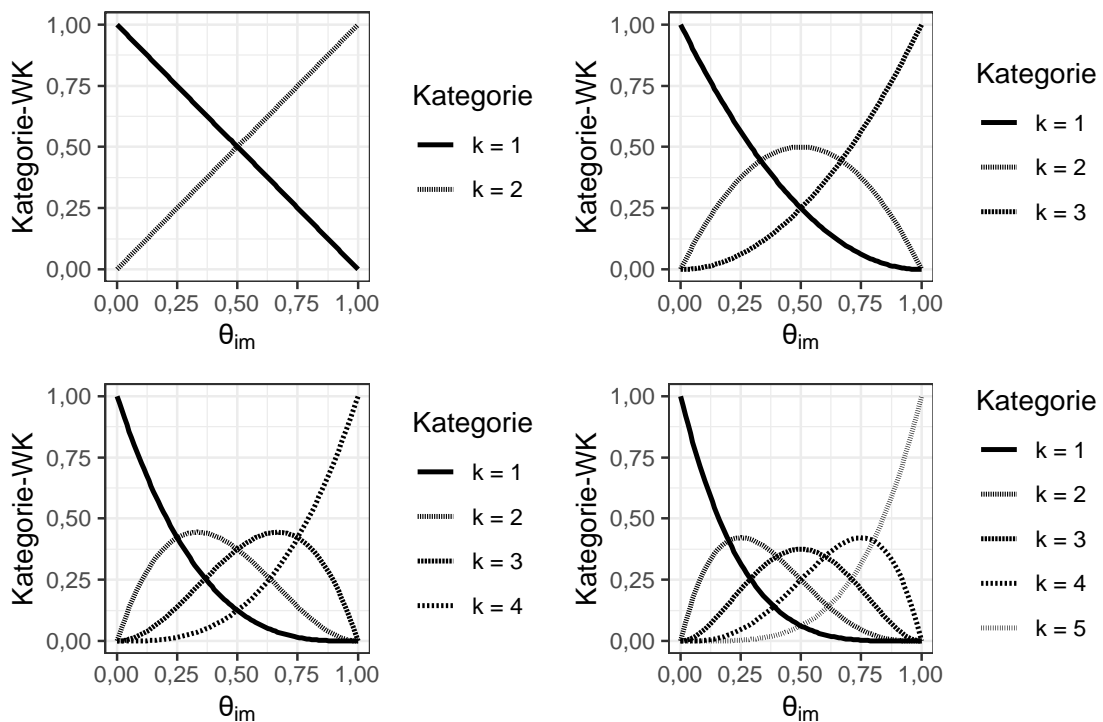 Kategorie-WK
1,00
0,75
0,50
0,25
0,00
0,00 0,25 0,50 0,75 1,00
θim
Kategorie
k = 1
k = 2
Kategorie-WK
1,00
0,75
0,50
0,25
0,00
0,00 0,25 0,50 0,75 1,00
θim
Kategorie
k = 1
k = 2
k = 3
Kategorie-WK
1,00
0,75
0,50
0,25
0,00
0,00 0,25 0,50 0,75 1,00
θim
Kategorie
k = 1
k = 2
k = 3
k = 4
Kategorie-WK
1,00
0,75
0,50
0,25
0,00
0,00 0,25 0,50 0,75 1,00
θim
Kategorie
k = 1
k = 2
k = 3
k = 4
k = 5